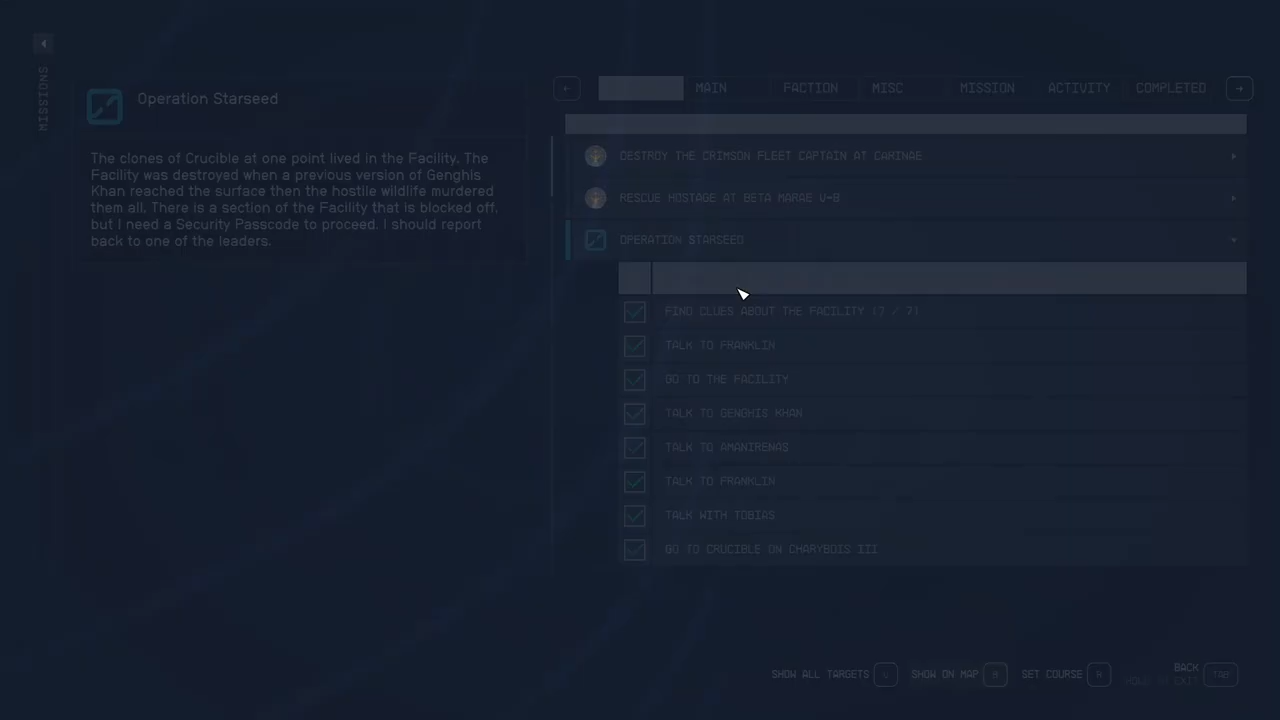 MISSIONS
Operation Starseed
The clones of Crucible at one point lived in the Facility. The
Facility was destroyed when a previous version of Genghis
Khan reached the surface then the hostile wildlife murdered
them all. There is a section of the Facility that is blocked off,
but I need a Security Passcode to proceed. I should report
back to one of the leaders.
MAIN FACTION MISC MISSION ACTIVITY COMPLETED
DESTROY THE CRIMSON FLEET CAPTAIN AT CARINAE
RESCUE HOSTAGE AT BETA MARAE V-B
OPERATION STARSEED
FIND CLUES ABOUT THE FACILITY (7 / 7)
TALK TO FRANKLIN
GO TO THE FACILITY
TALK TO GENGHIS KHAN
TALK TO AMANIRENAS
TALK TO FRANKLIN
TALK WITH TOBIAS
GO TO CRUCIBLE ON CHARYBDIS III
SHOW ALL TARGETS SHOW ON MAP SET COURSE R BACK TAB
HOLD EXIT